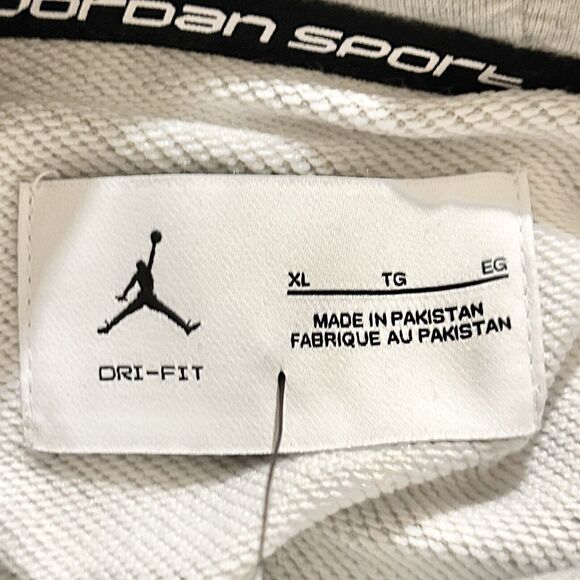 Jordan sport
XL TG EG
MADE IN PAKISTAN
FABRIQUE AU PAKISTAN
DRI-FIT